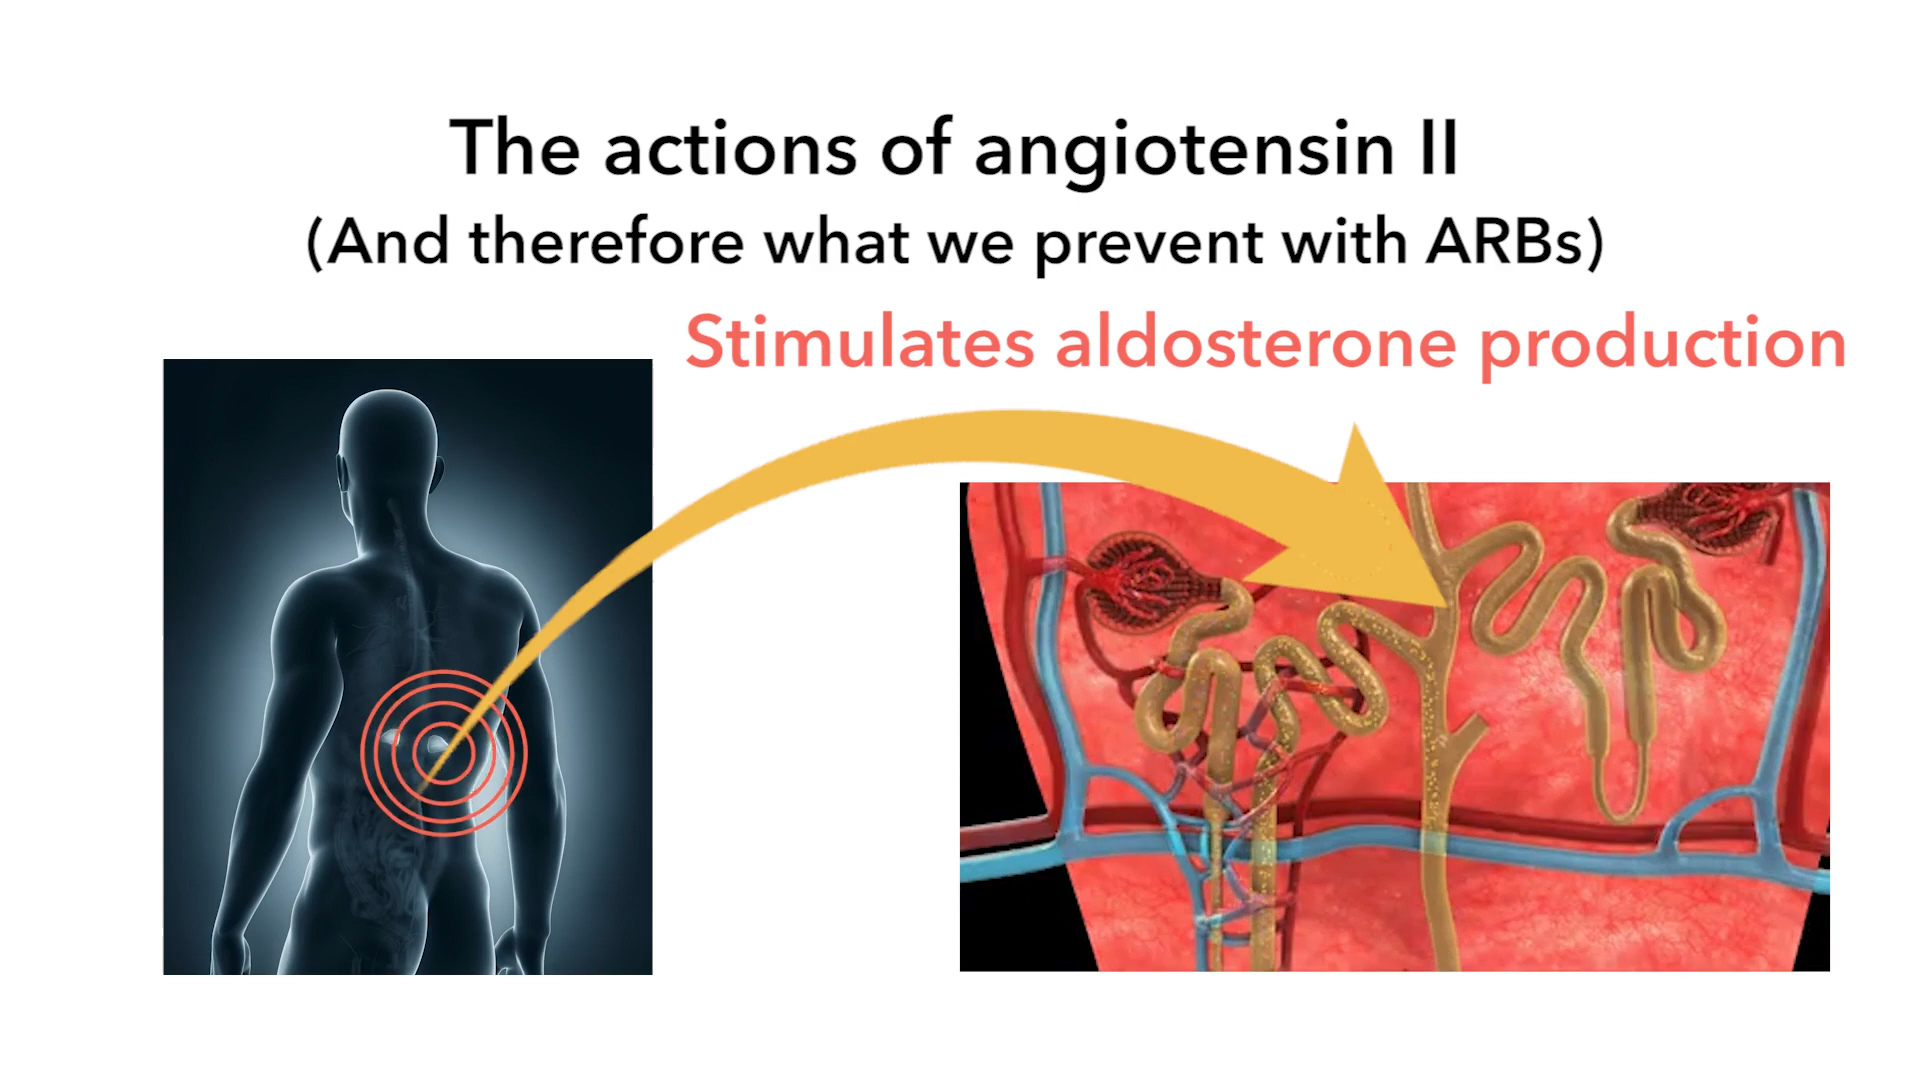 The actions of angiotensin II
(And therefore what we prevent with ARBs)
Stimulates aldosterone production